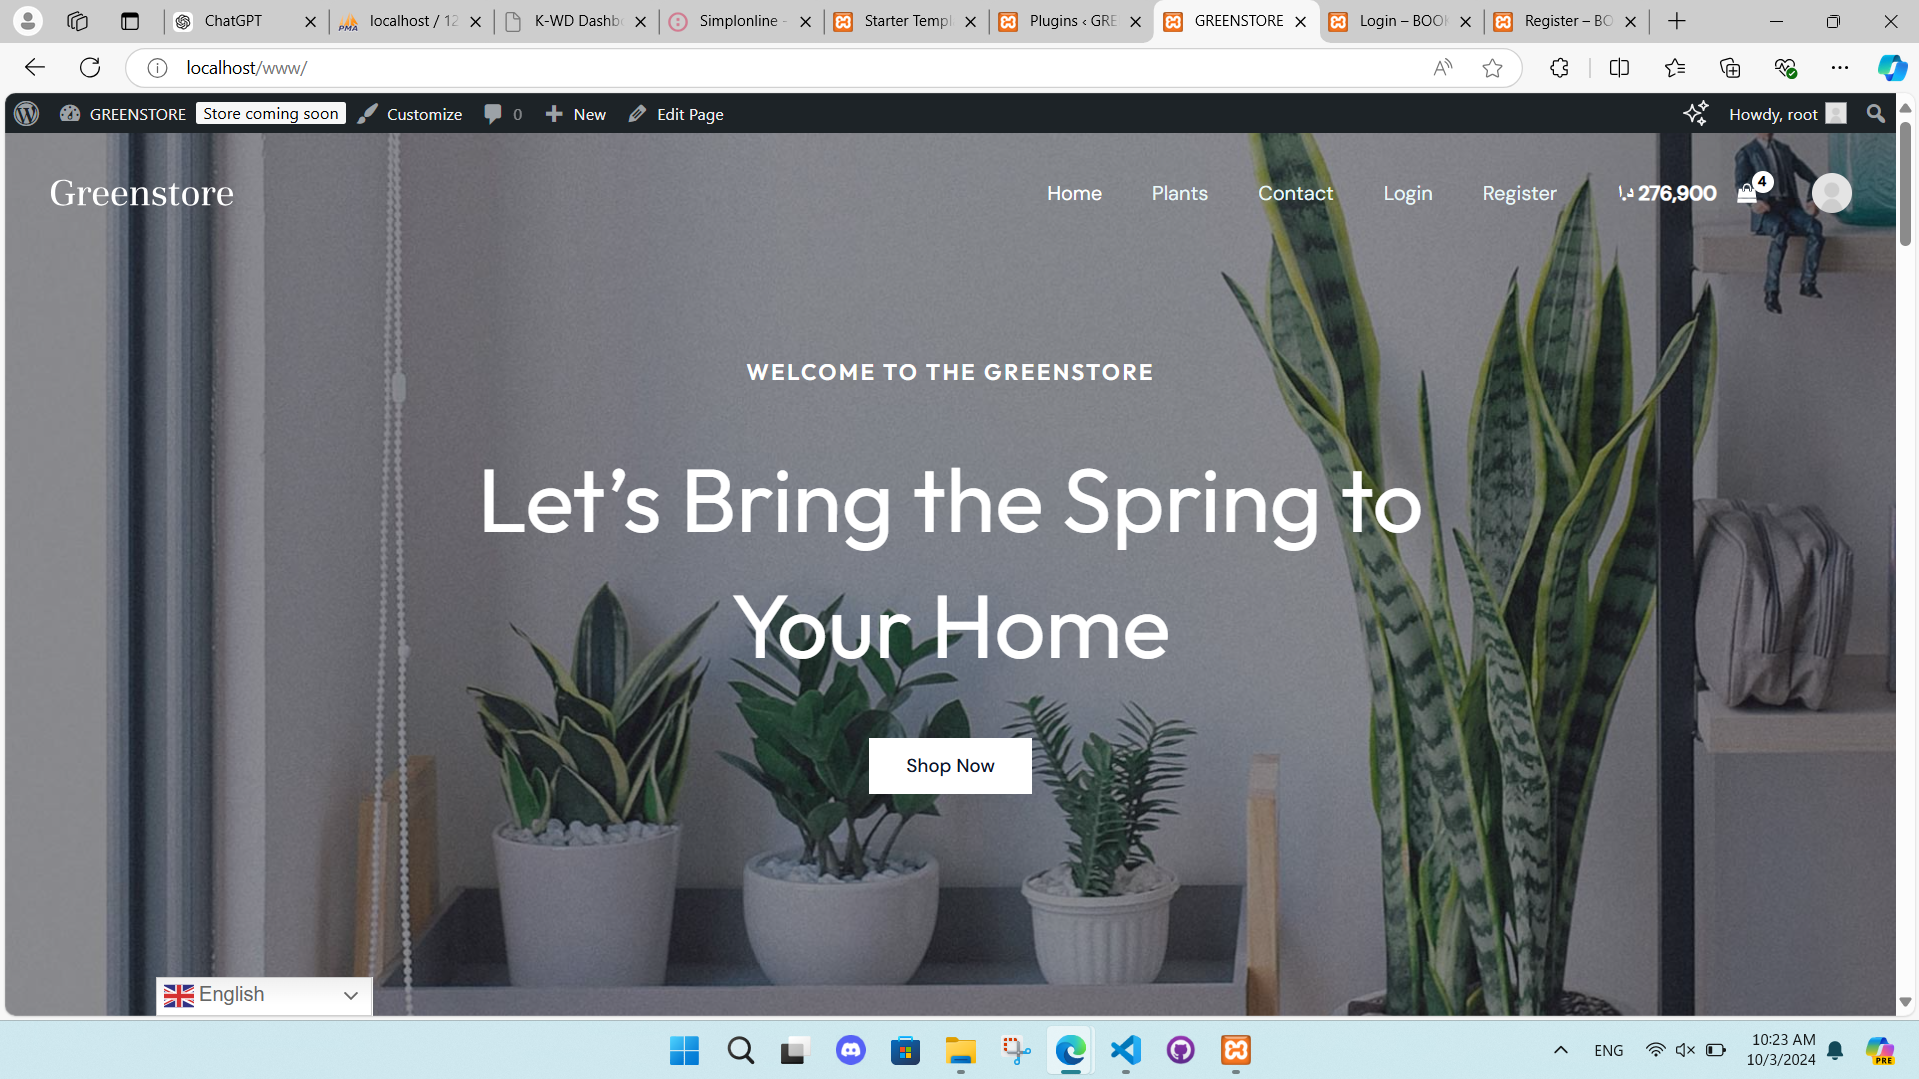 ChatGPT
localhost / 12
K-WD Dashb
Simplonline -
Starter Templ
Plugins ‹ GRE
GREENSTORE
Login – BOOK
Register – BO
localhost/www/
GREENSTORE Store coming soon Customize 0 New Edit Page Howdy, root
Greenstore
Home Plants Contact Login Register 276,900 د.ا 4
WELCOME TO THE GREENSTORE
Let’s Bring the Spring to
Your Home
Shop Now
English
ENG
10:23 AM
10/3/2024
PRE